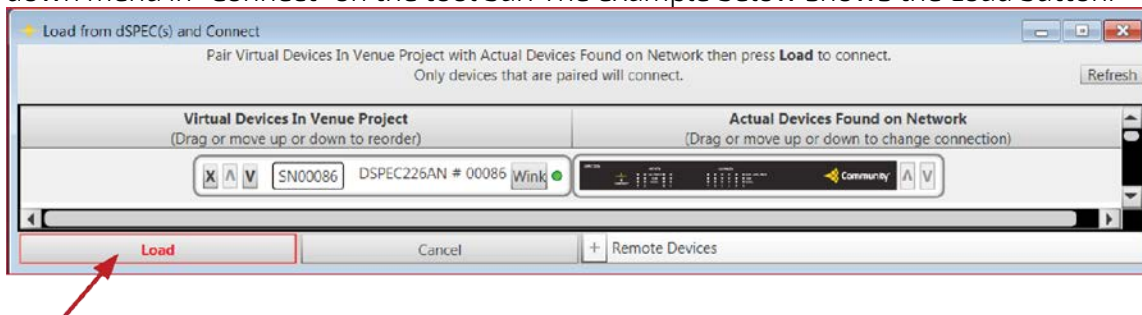 Load from dSPEC(s) and Connect
Pair Virtual Devices In Venue Project with Actual Devices Found on Network then press Load to connect.
Only devices that are paired will connect.
Refresh
Virtual Devices In Venue Project
(Drag or move up or down to reorder)
Actual Devices Found on Network
(Drag or move up or down to change connection)
X Λ V SN00086 DSPEC226AN # 00086 Wink
Community Λ V
Load
Cancel
+ Remote Devices